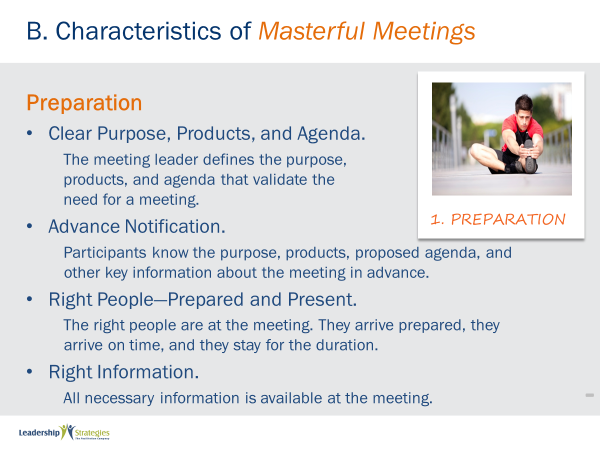 B. Characteristics of Masterful Meetings
Preparation
• Clear Purpose, Products, and Agenda.
The meeting leader defines the purpose,
products, and agenda that validate the
need for a meeting.
1. PREPARATION
• Advance Notification.
Participants know the purpose, products, proposed agenda, and
other key information about the meeting in advance.
• Right People—Prepared and Present.
The right people are at the meeting. They arrive prepared, they
arrive on time, and they stay for the duration.
• Right Information.
All necessary information is available at the meeting.
Leadership Strategies
The Facilitation Company